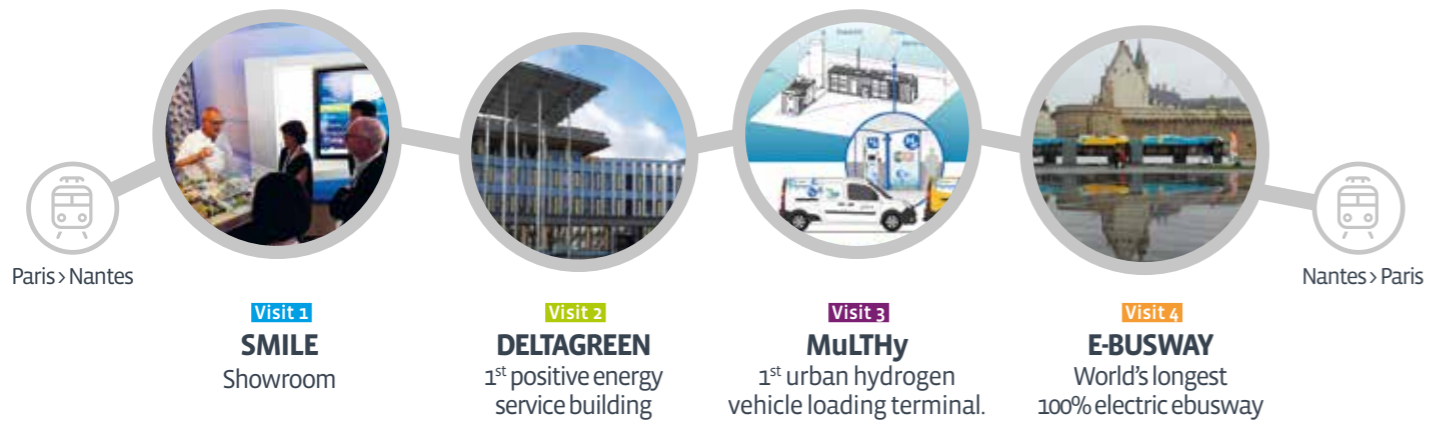 Paris > Nantes
Visit 1
SMILE
Showroom
Visit 2
DELTAGREEN
1st positive energy
service building
Visit 3
MuLTHy
1st urban hydrogen
vehicle loading terminal.
Visit 4
E-BUSWAY
World's longest
100% electric ebusway
Nantes > Paris